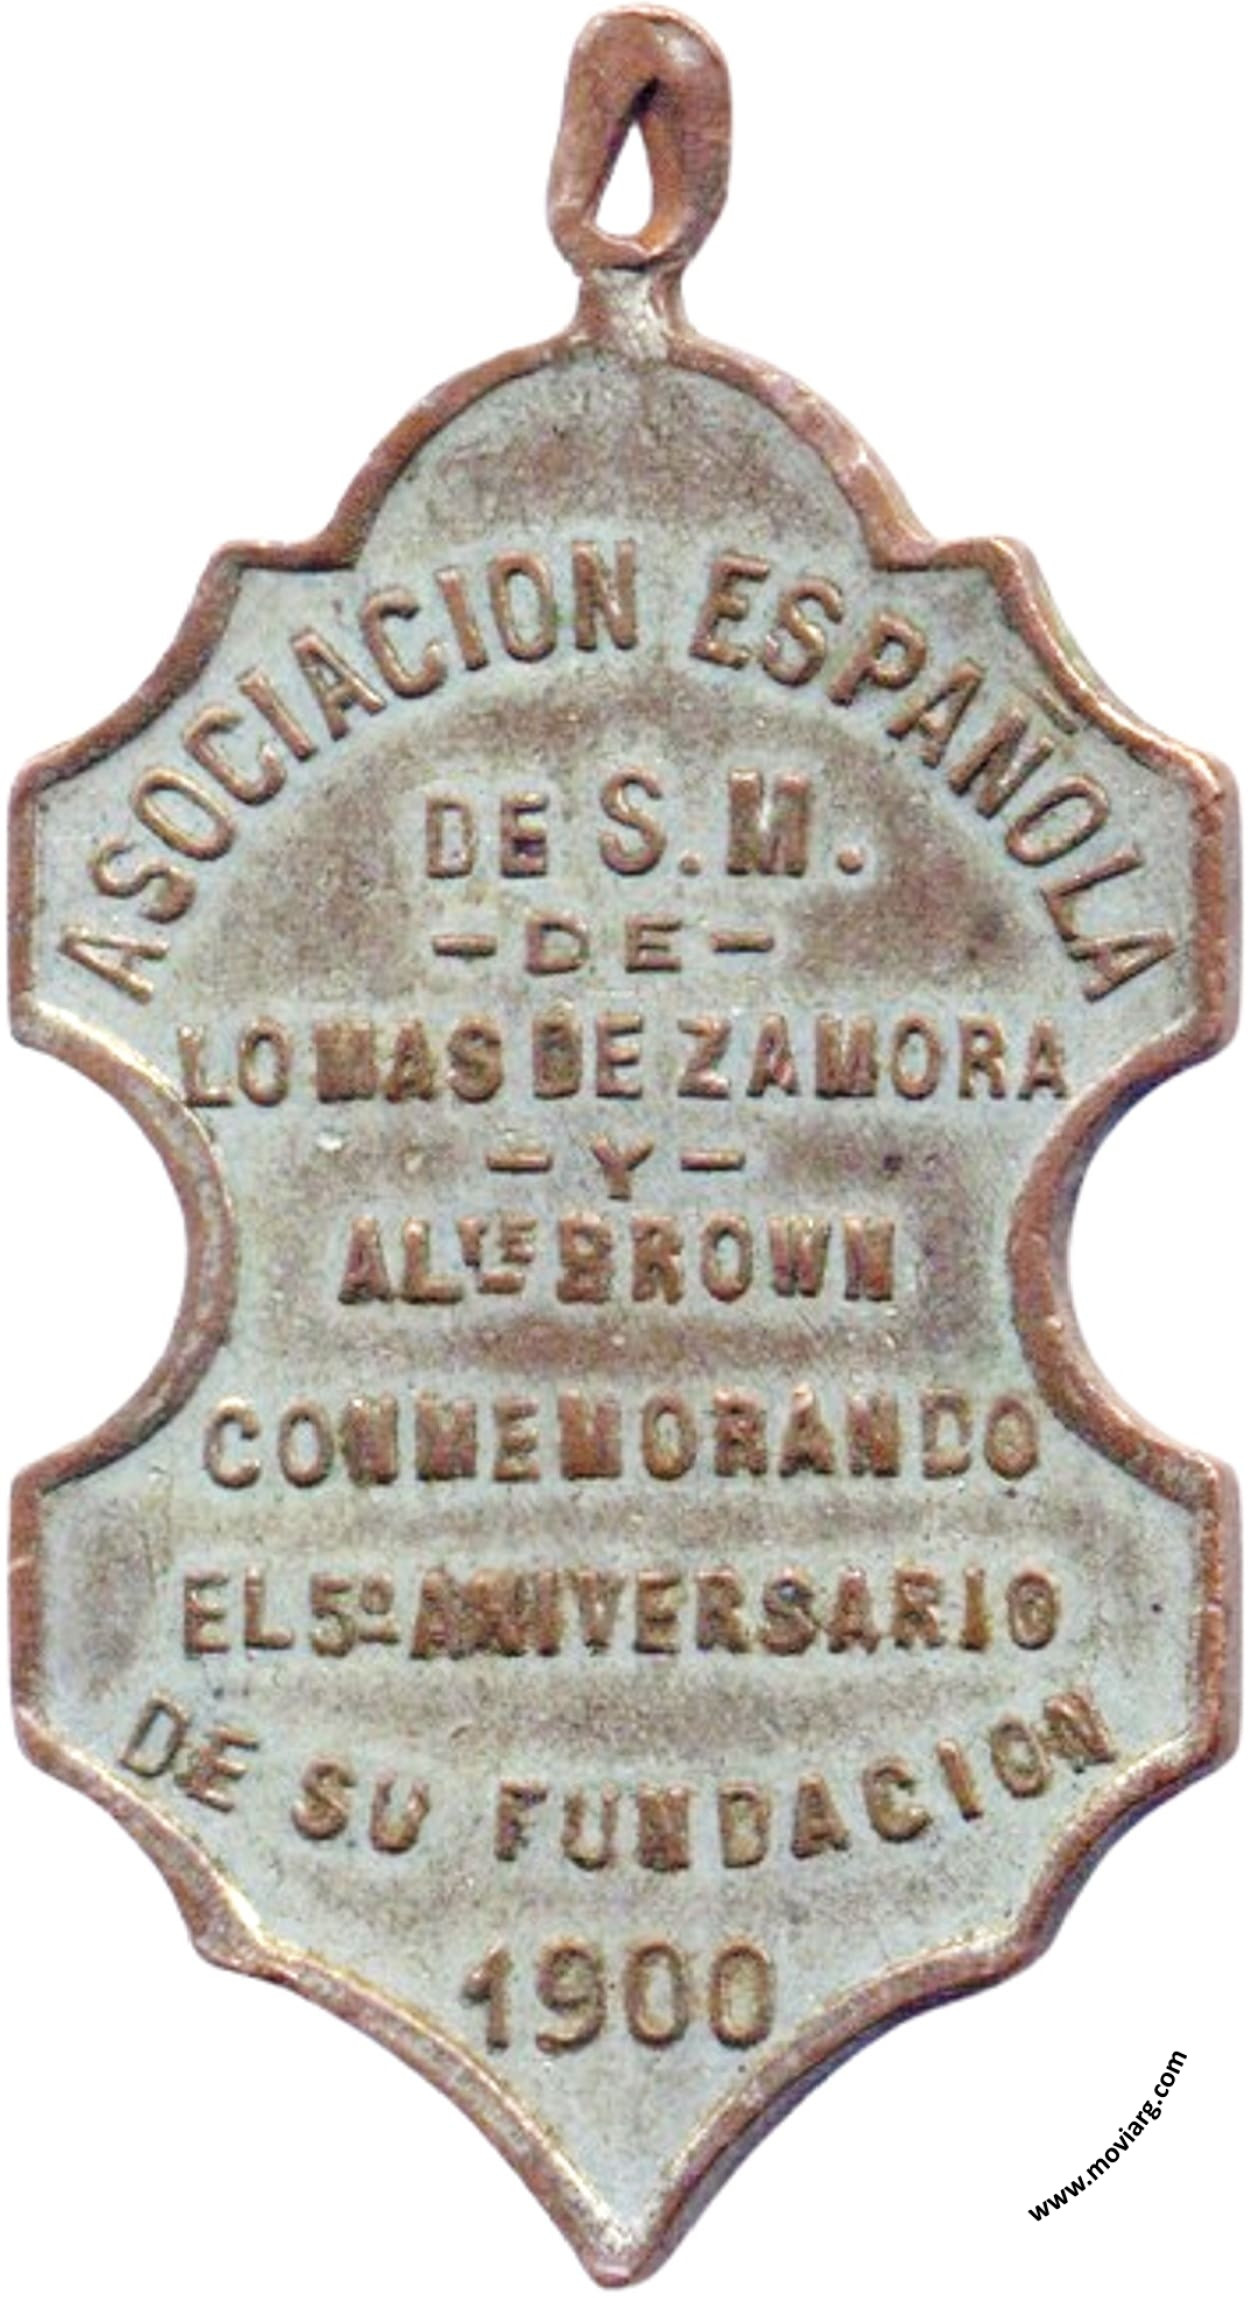 ASOCIACION ESPAÑOLA
DE S.M.
-DE-
LOMAS DE ZAMORA
-Y-
ALTE BROWN
CONMEMORANDO
EL 5º ANIVERSARIO
DE SU FUNDACION
1900
www.moviarg.com